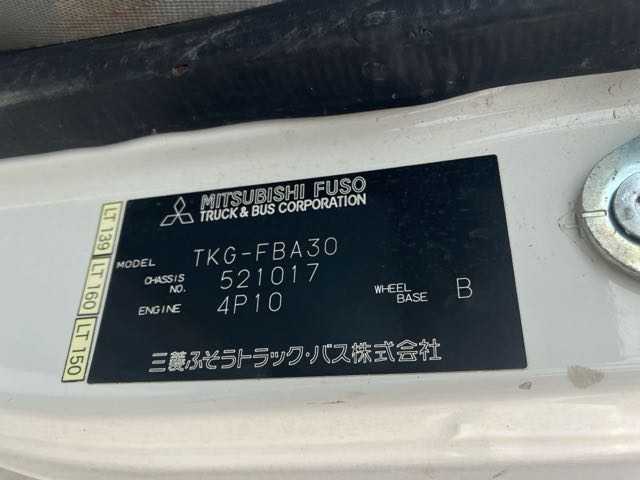 MITSUBISHI FUSO
TRUCK & BUS CORPORATION
MODEL TKG-FBA30
CHASSIS NO. 521017
ENGINE 4P10 WHEEL BASE B
三菱ふそうトラック・バス株式会社
LT 139
LT 160
LT 150